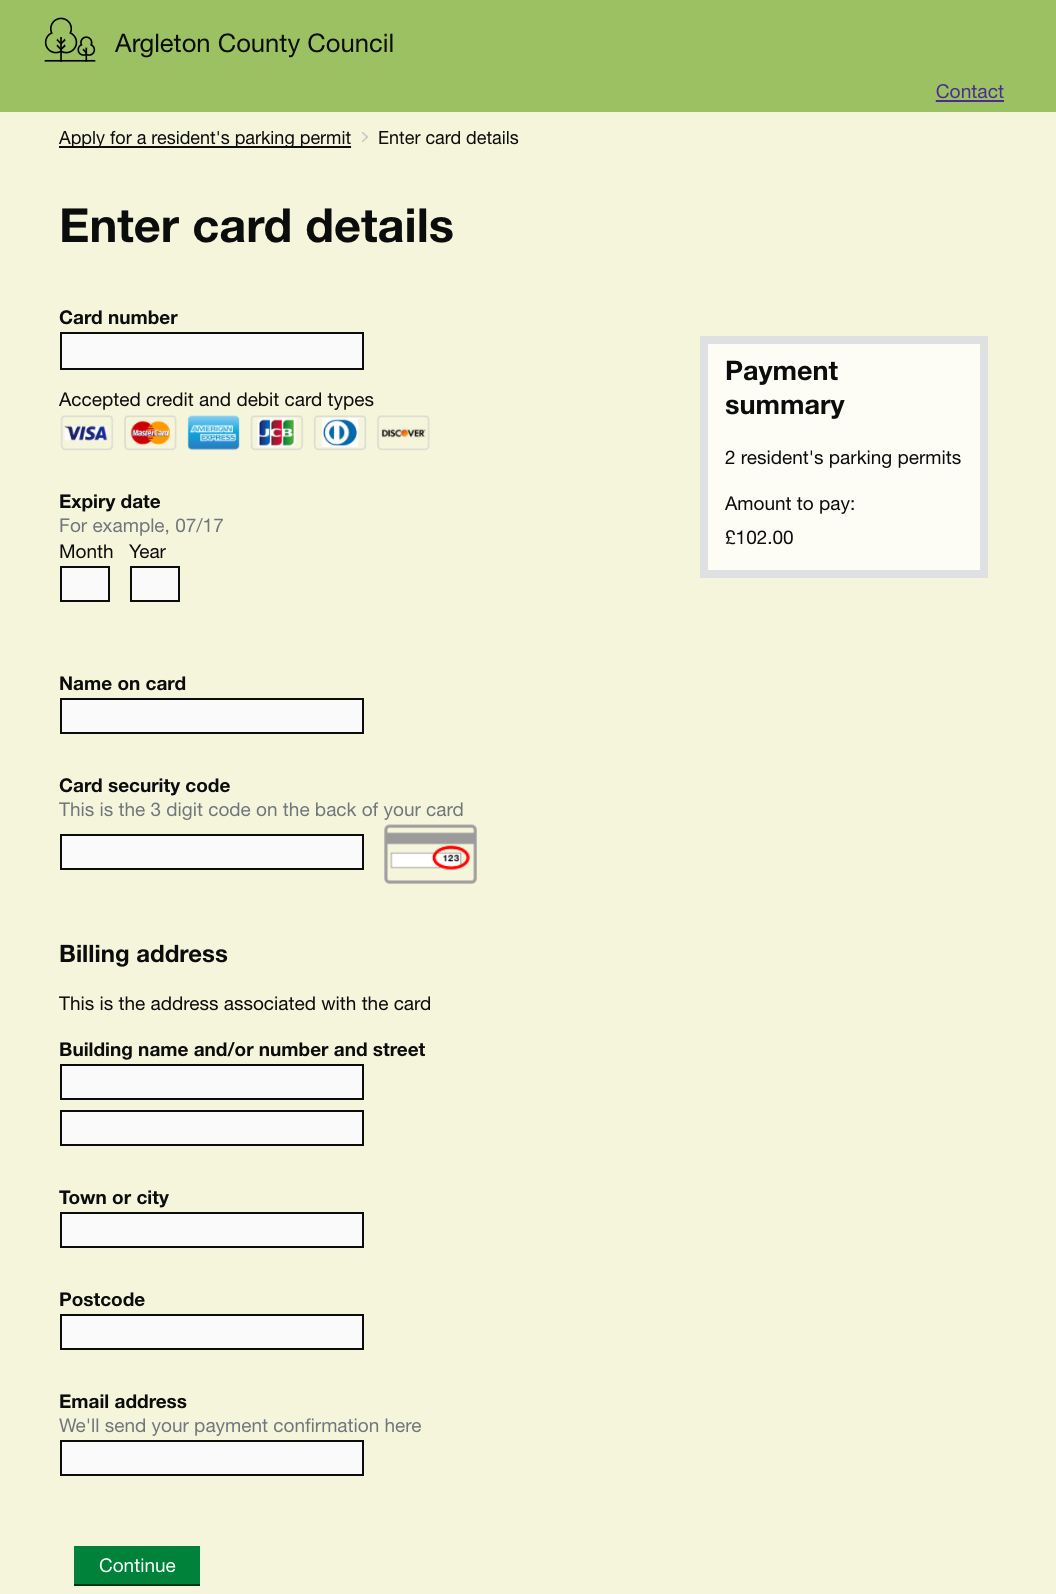 Argleton County Council
Contact
Apply for a resident's parking permit > Enter card details
Enter card details
Card number
Accepted credit and debit card types
VISA MasterCard AMERICAN EXPRESS JCB DISCOVER
Expiry date
For example, 07/17
Month Year
Name on card
Card security code
This is the 3 digit code on the back of your card
123
Billing address
This is the address associated with the card
Building name and/or number and street
Town or city
Postcode
Email address
We'll send your payment confirmation here
Continue
Payment
summary
2 resident's parking permits
Amount to pay:
£102.00